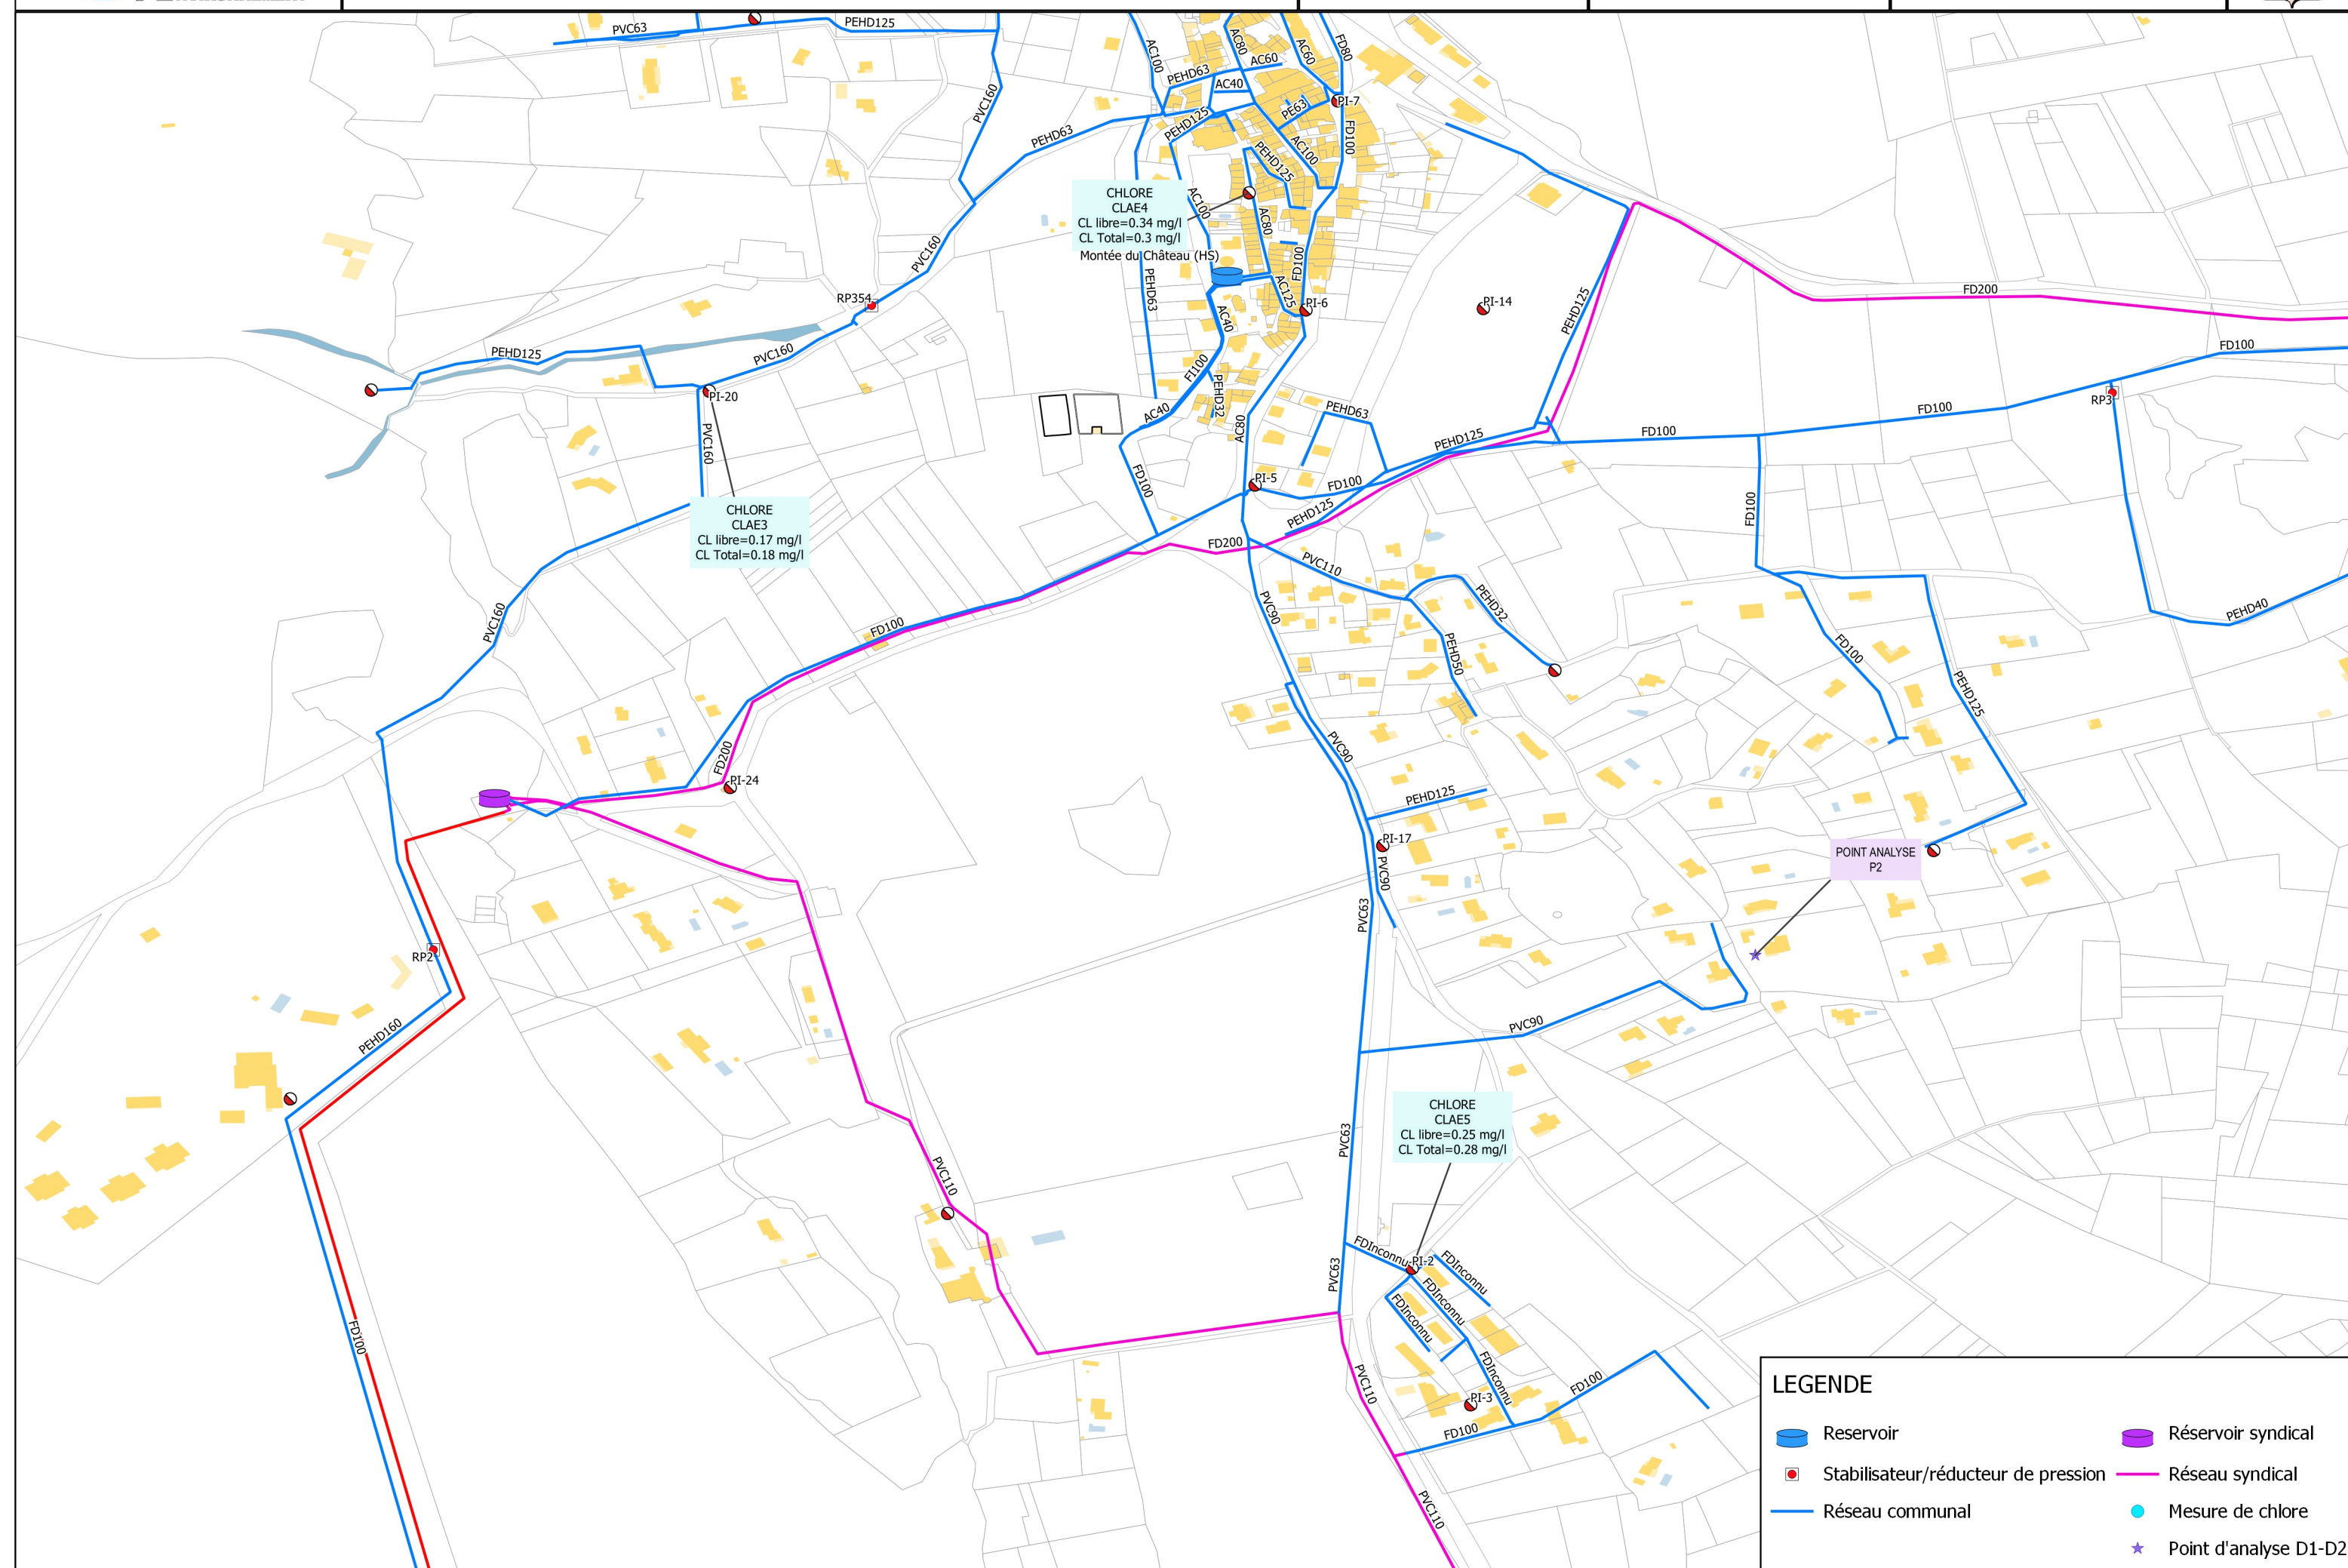 PVC63
PEHD125
AC100
AC80
AC60
FD80
PEHD63
AC60
AC40
PVC160
PEHD63
PEHD125
PE63
PI-7
FD100
AC100
PEHD125
CHLORE
CLAE4
CL libre=0.34 mg/l
CL Total=0.3 mg/l
Montée du Château (HS)
AC100
AC80
PVC160
FD100
PEHD63
AC125
RP354
PI-6
PI-14
PEHD125
FD200
AC40
PEHD125
PVC160
FD100
FI100
PEHD32
PI-20
RP3
AC40
PEHD63
FD100
AC80
PVC160
PEHD125
FD100
FD100
PI-5
FD100
PEHD125
FD100
CHLORE
CLAE3
CL libre=0.17 mg/l
CL Total=0.18 mg/l
FD200
PVC110
PVC90
PEHD32
PEHD40
PVC160
FD100
PEHD50
FD100
PEHD125
FD200
PVC90
PI-24
PEHD125
PI-17
PVC90
POINT ANALYSE
P2
PVC63
RP2
PEHD160
PVC90
CHLORE
CLAE5
CL libre=0.25 mg/l
CL Total=0.28 mg/l
PVC63
PVC110
FDInconnu
PI-2
FDInconnu
PVC63
FDInconnu
FDInconnu
FD100
FDInconnu
PVC110
PI-3
FD100
FD100
PVC110
LEGENDE
Reservoir
Réservoir syndical
Stabilisateur/réducteur de pression
Réseau syndical
Réseau communal
Mesure de chlore
Point d'analyse D1-D2